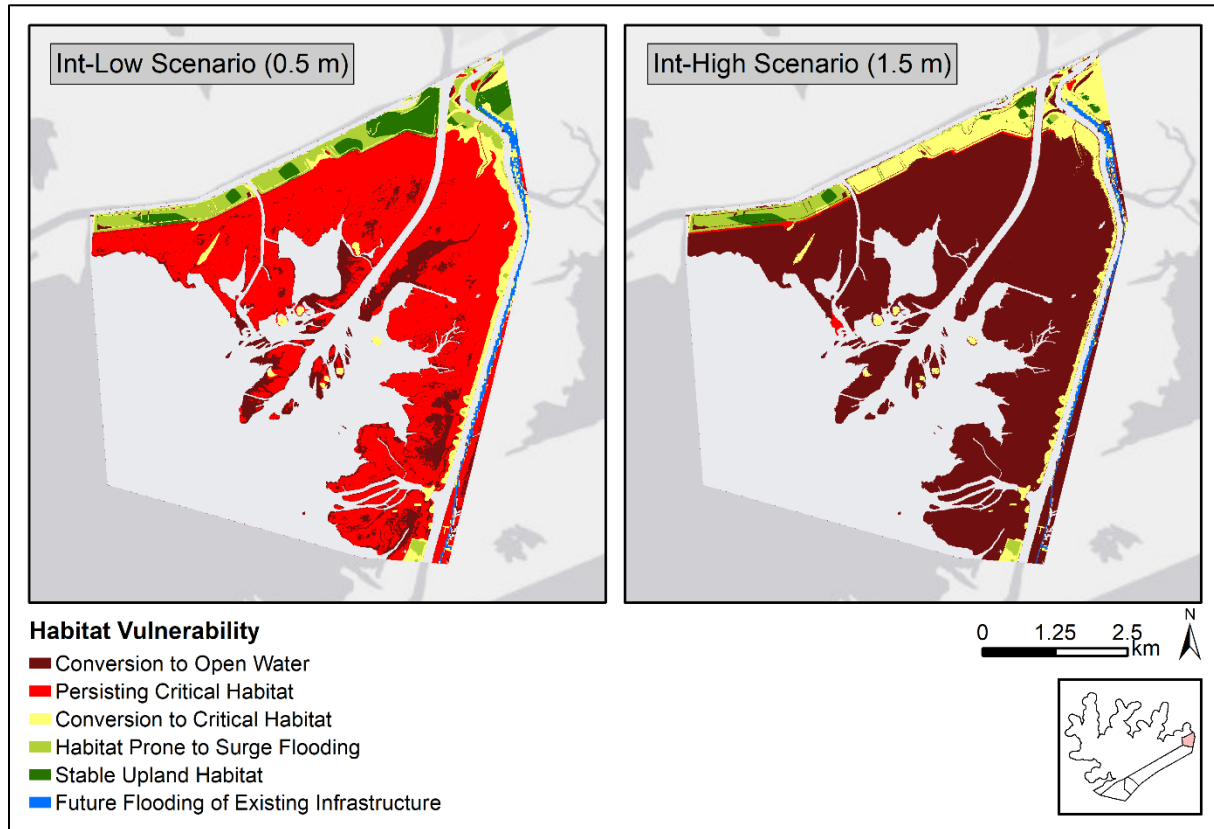 Int-Low Scenario (0.5 m)
Int-High Scenario (1.5 m)
Habitat Vulnerability
Conversion to Open Water
Persisting Critical Habitat
Conversion to Critical Habitat
Habitat Prone to Surge Flooding
Stable Upland Habitat
Future Flooding of Existing Infrastructure
0 1.25 2.5
km
N